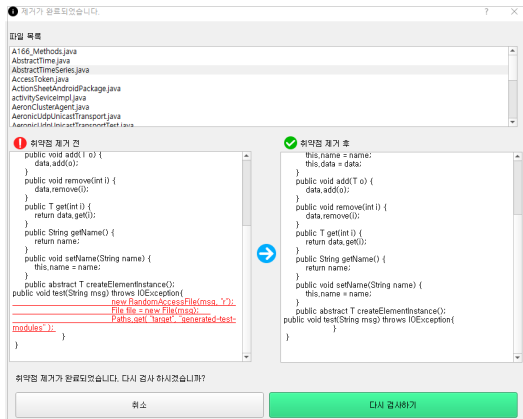 제거가 완료되었습니다.
파일 목록
A166_Methods.java
AbstractTime.java
AbstractTimeSeries.java
AccessToken.java
ActionSheetAndroidPackage.java
activitySeviceImpl.java
AeronClusterAgent.java
AeronicUdpUnicastTransport.java
AeronicUdpUnicastTransportTest.java
취약점 제거 전
public void add(T o) {
data.add(o);
}
public void remove(int i) {
data.remove(i);
}
public T get(int i) {
return data.get(i);
}
public String getName() {
return name;
}
public void setName(String name) {
this.name = name;
}
public abstract T createElementInstance();
public void test(String msg) throws IOException{
new RandomAccessFile(msg, "r");
File file = new File(msg);
Paths.get( "target", "generated-test-
modules" );
}
}
취약점 제거 후
this.name = name;
this.data = data;
}
public void add(T o) {
data.add(o);
}
public void remove(int i) {
data.remove(i);
}
public T get(int i) {
return data.get(i);
}
public String getName() {
return name;
}
public void setName(String name) {
this.name = name;
}
public abstract T createElementInstance();
public void test(String msg) throws IOException{
}
}
취약점 제거가 완료되었습니다. 다시 검사 하시겠습니까?
취소
다시 검사하기